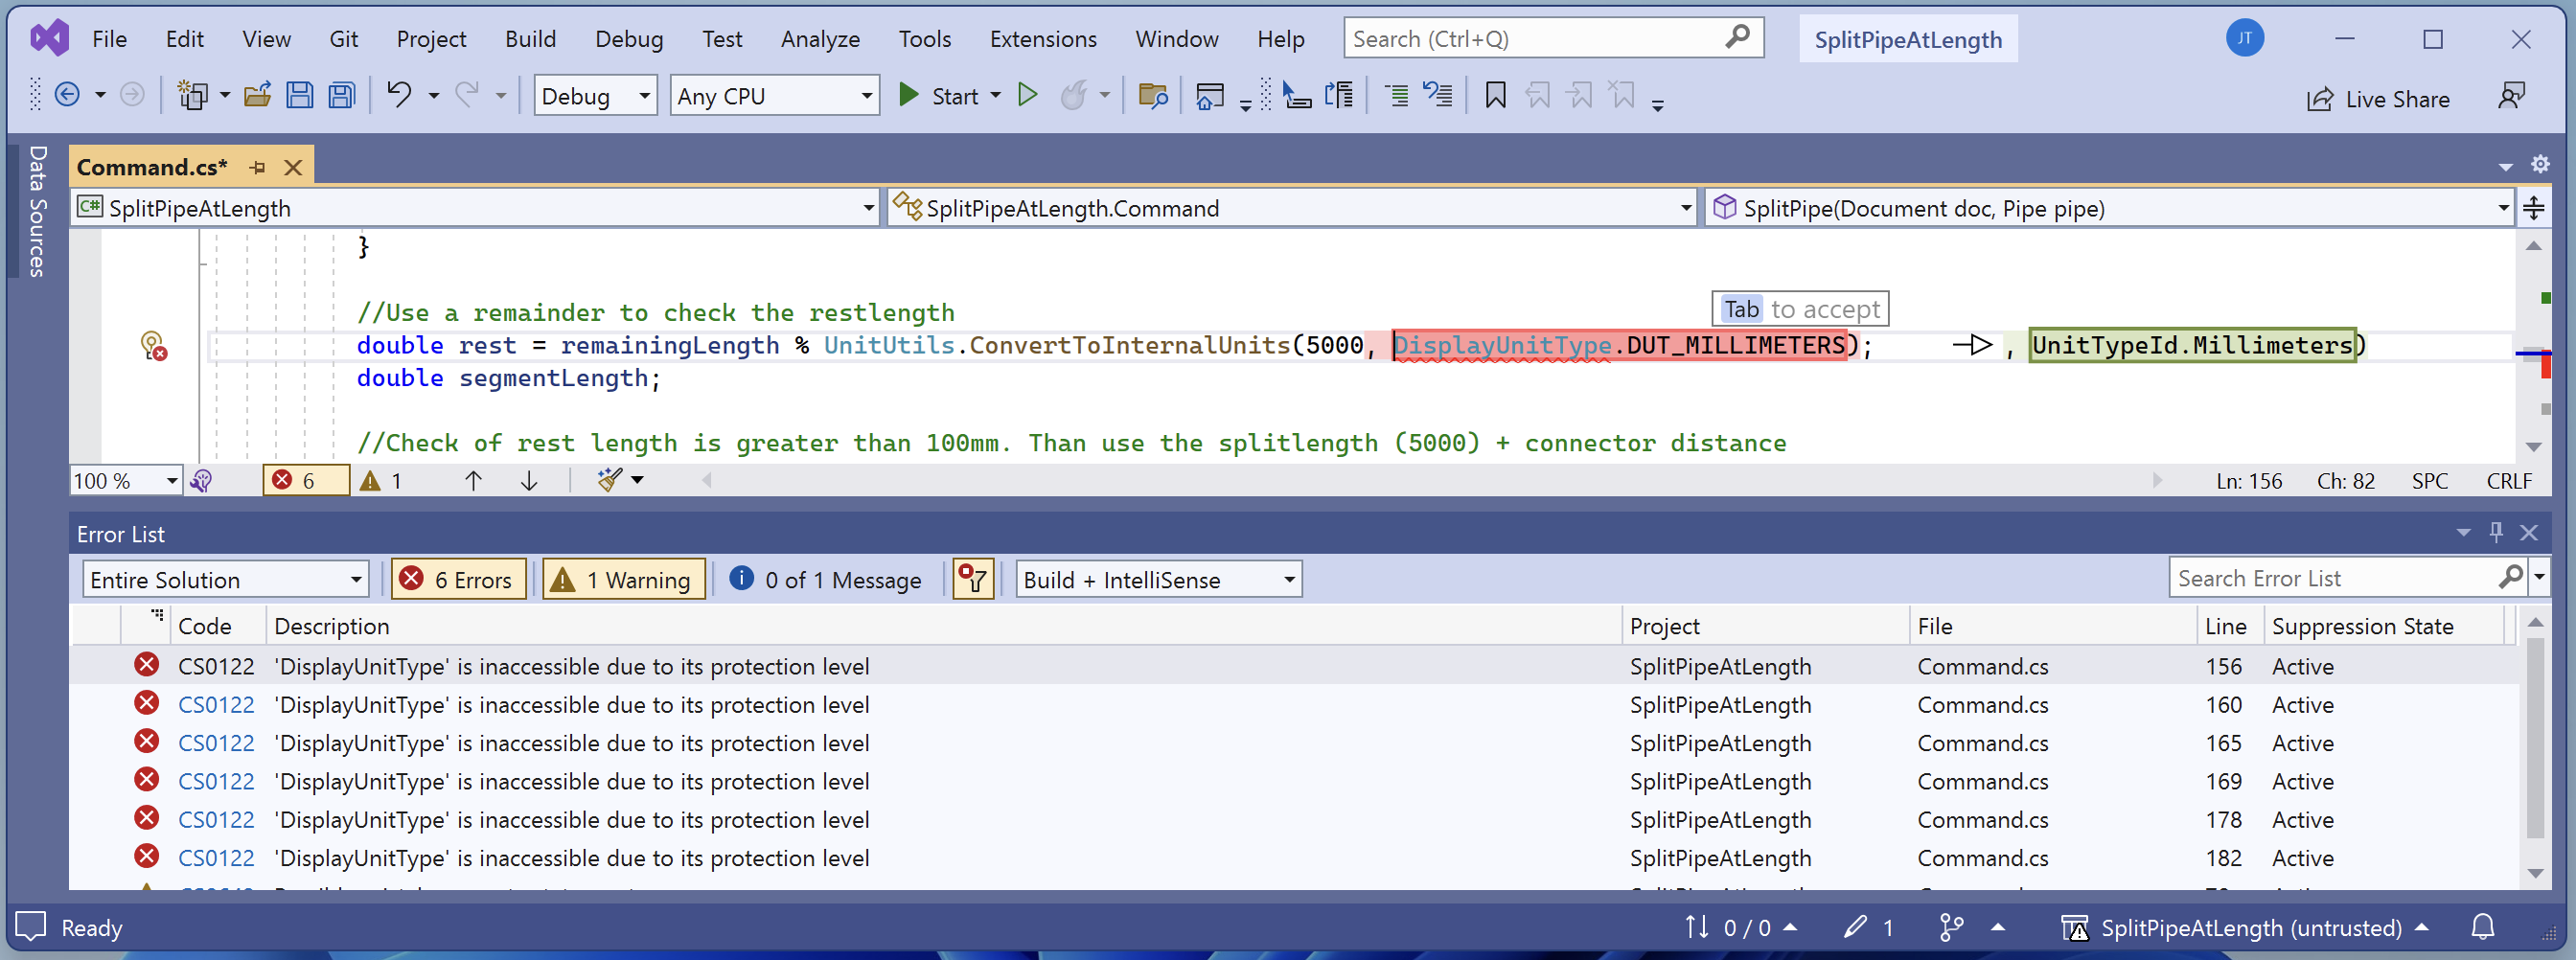 File Edit View Git Project Build Debug Test Analyze Tools Extensions Window Help Search (Ctrl+Q) SplitPipeAtLength JT
Debug Any CPU Start Live Share
Data Sources
Command.cs*
C# SplitPipeAtLength SplitPipeAtLength.Command SplitPipe(Document doc, Pipe pipe)
}
//Use a remainder to check the restlength
Tab to accept
double rest = remainingLength % UnitUtils.ConvertToInternalUnits(5000, DisplayUnitType.DUT_MILLIMETERS); , UnitTypeId.Millimeters)
double segmentLength;
//Check of rest length is greater than 100mm. Than use the splitlength (5000) + connector distance
100 % 6 1 Ln: 156 Ch: 82 SPC CRLF
Error List
Entire Solution 6 Errors 1 Warning 0 of 1 Message Build + IntelliSense Search Error List
Code Description Project File Line Suppression State
CS0122 'DisplayUnitType' is inaccessible due to its protection level SplitPipeAtLength Command.cs 156 Active
CS0122 'DisplayUnitType' is inaccessible due to its protection level SplitPipeAtLength Command.cs 160 Active
CS0122 'DisplayUnitType' is inaccessible due to its protection level SplitPipeAtLength Command.cs 165 Active
CS0122 'DisplayUnitType' is inaccessible due to its protection level SplitPipeAtLength Command.cs 169 Active
CS0122 'DisplayUnitType' is inaccessible due to its protection level SplitPipeAtLength Command.cs 178 Active
CS0122 'DisplayUnitType' is inaccessible due to its protection level SplitPipeAtLength Command.cs 182 Active
Ready 0 / 0 1 SplitPipeAtLength (untrusted)